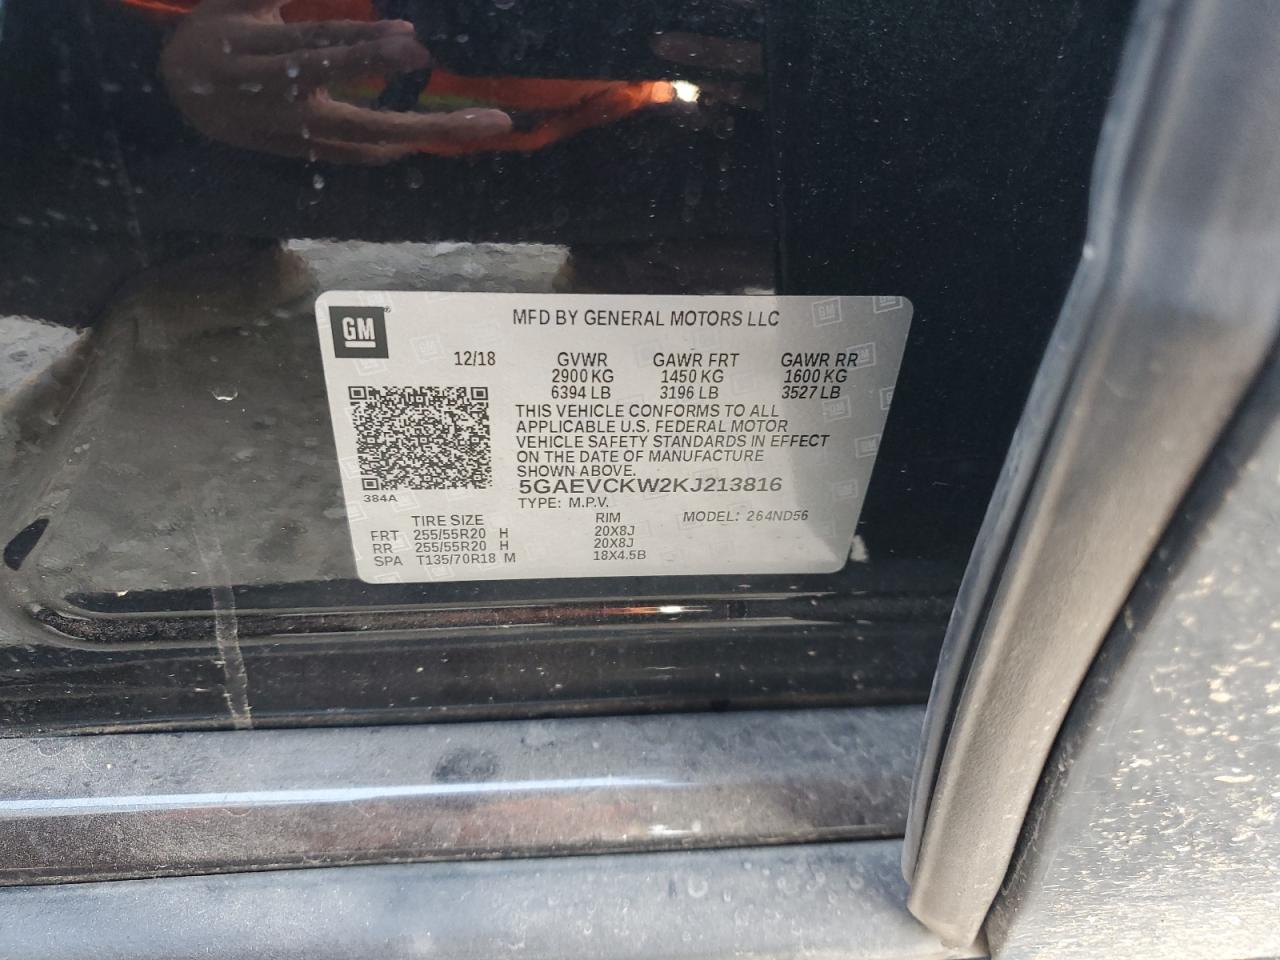 GM
MFD BY GENERAL MOTORS LLC
12/18 GVWR GAWR FRT GAWR RR
2900 KG 1450 KG 1600 KG
6394 LB 3196 LB 3527 LB
THIS VEHICLE CONFORMS TO ALL
APPLICABLE U.S. FEDERAL MOTOR
VEHICLE SAFETY STANDARDS IN EFFECT
ON THE DATE OF MANUFACTURE
SHOWN ABOVE.
384A
5GAEVCKW2KJ213816
TYPE: M.P.V.
TIRE SIZE RIM MODEL: 264ND56
FRT 255/55R20 H 20X8J
RR 255/55R20 H 20X8J
SPA T135/70R18 M 18X4.5B